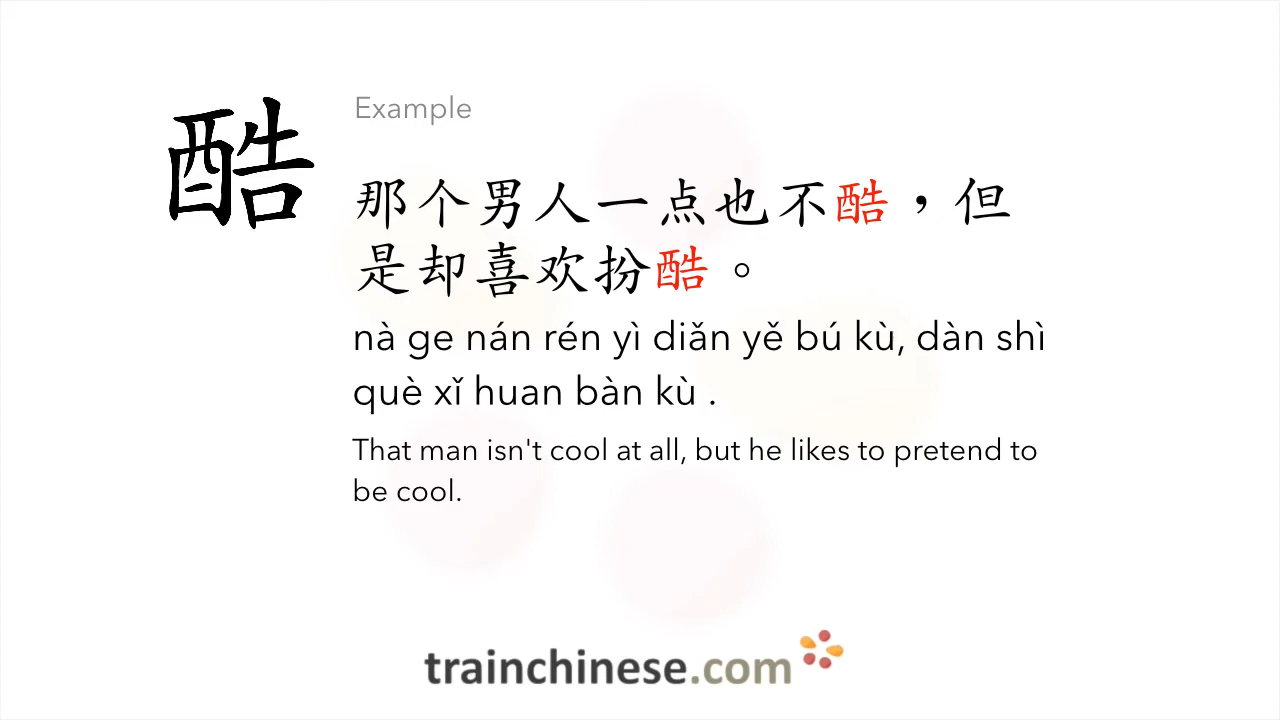 酷
Example
那个男人一点也不酷，但
是却喜欢扮酷。
nà ge nán rén yì diǎn yě bú kù, dàn shì
què xǐ huan bàn kù .
That man isn't cool at all, but he likes to pretend to
be cool.
trainchinese.com